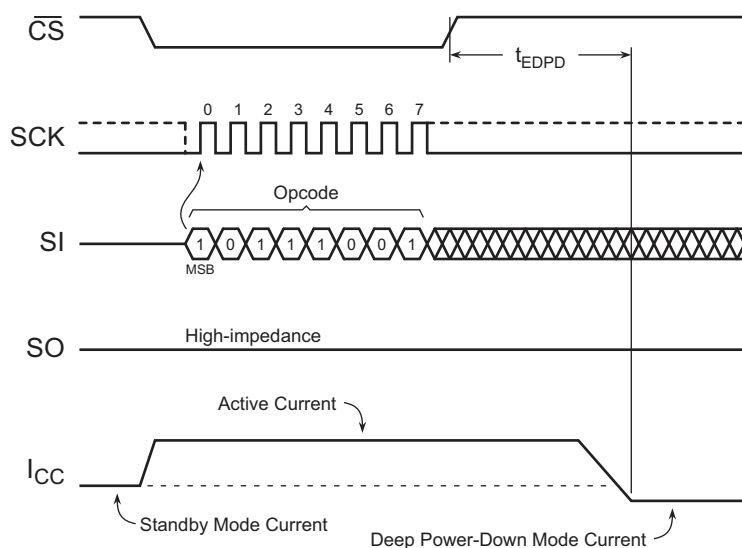 CS
tEDPD
0 1 2 3 4 5 6 7
SCK
Opcode
SI
1 0 1 1 1 0 0 1
MSB
High-impedance
SO
Active Current
ICC
Standby Mode Current
Deep Power-Down Mode Current